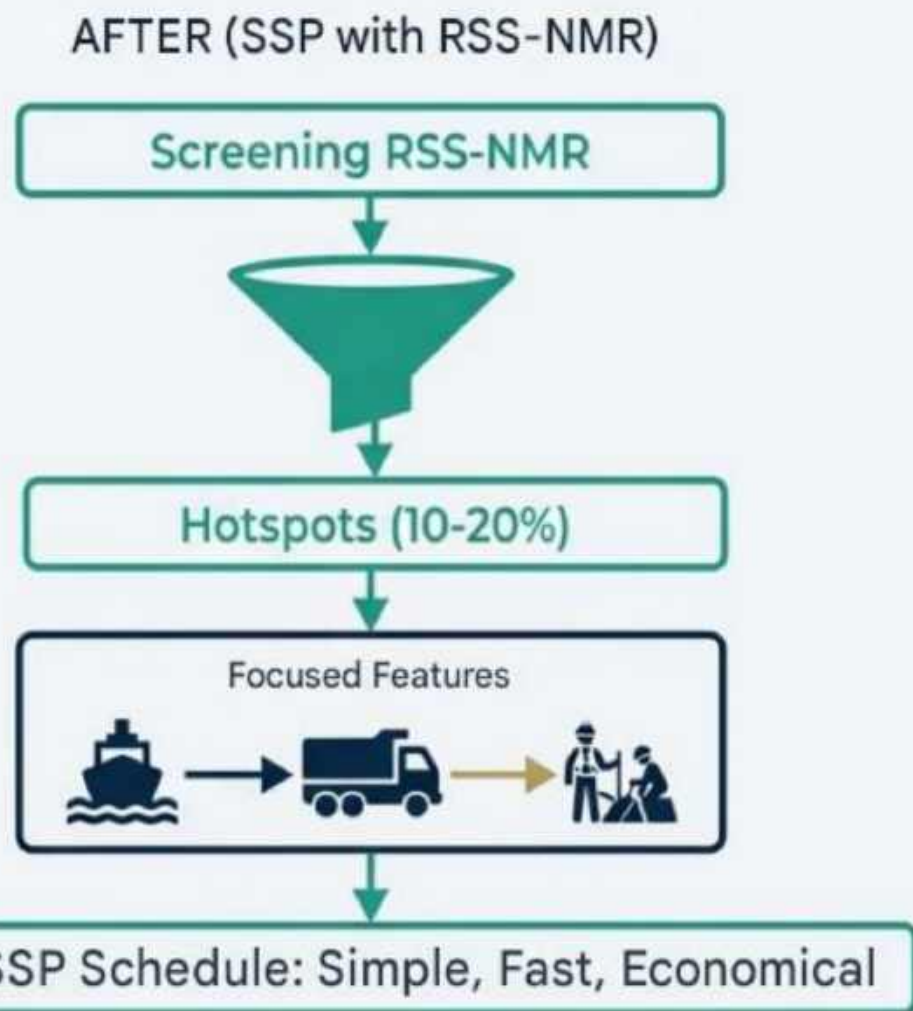 AFTER (SSP with RSS-NMR)
Screening RSS-NMR
Hotspots (10-20%)
Focused Features
SSP Schedule: Simple, Fast, Economical